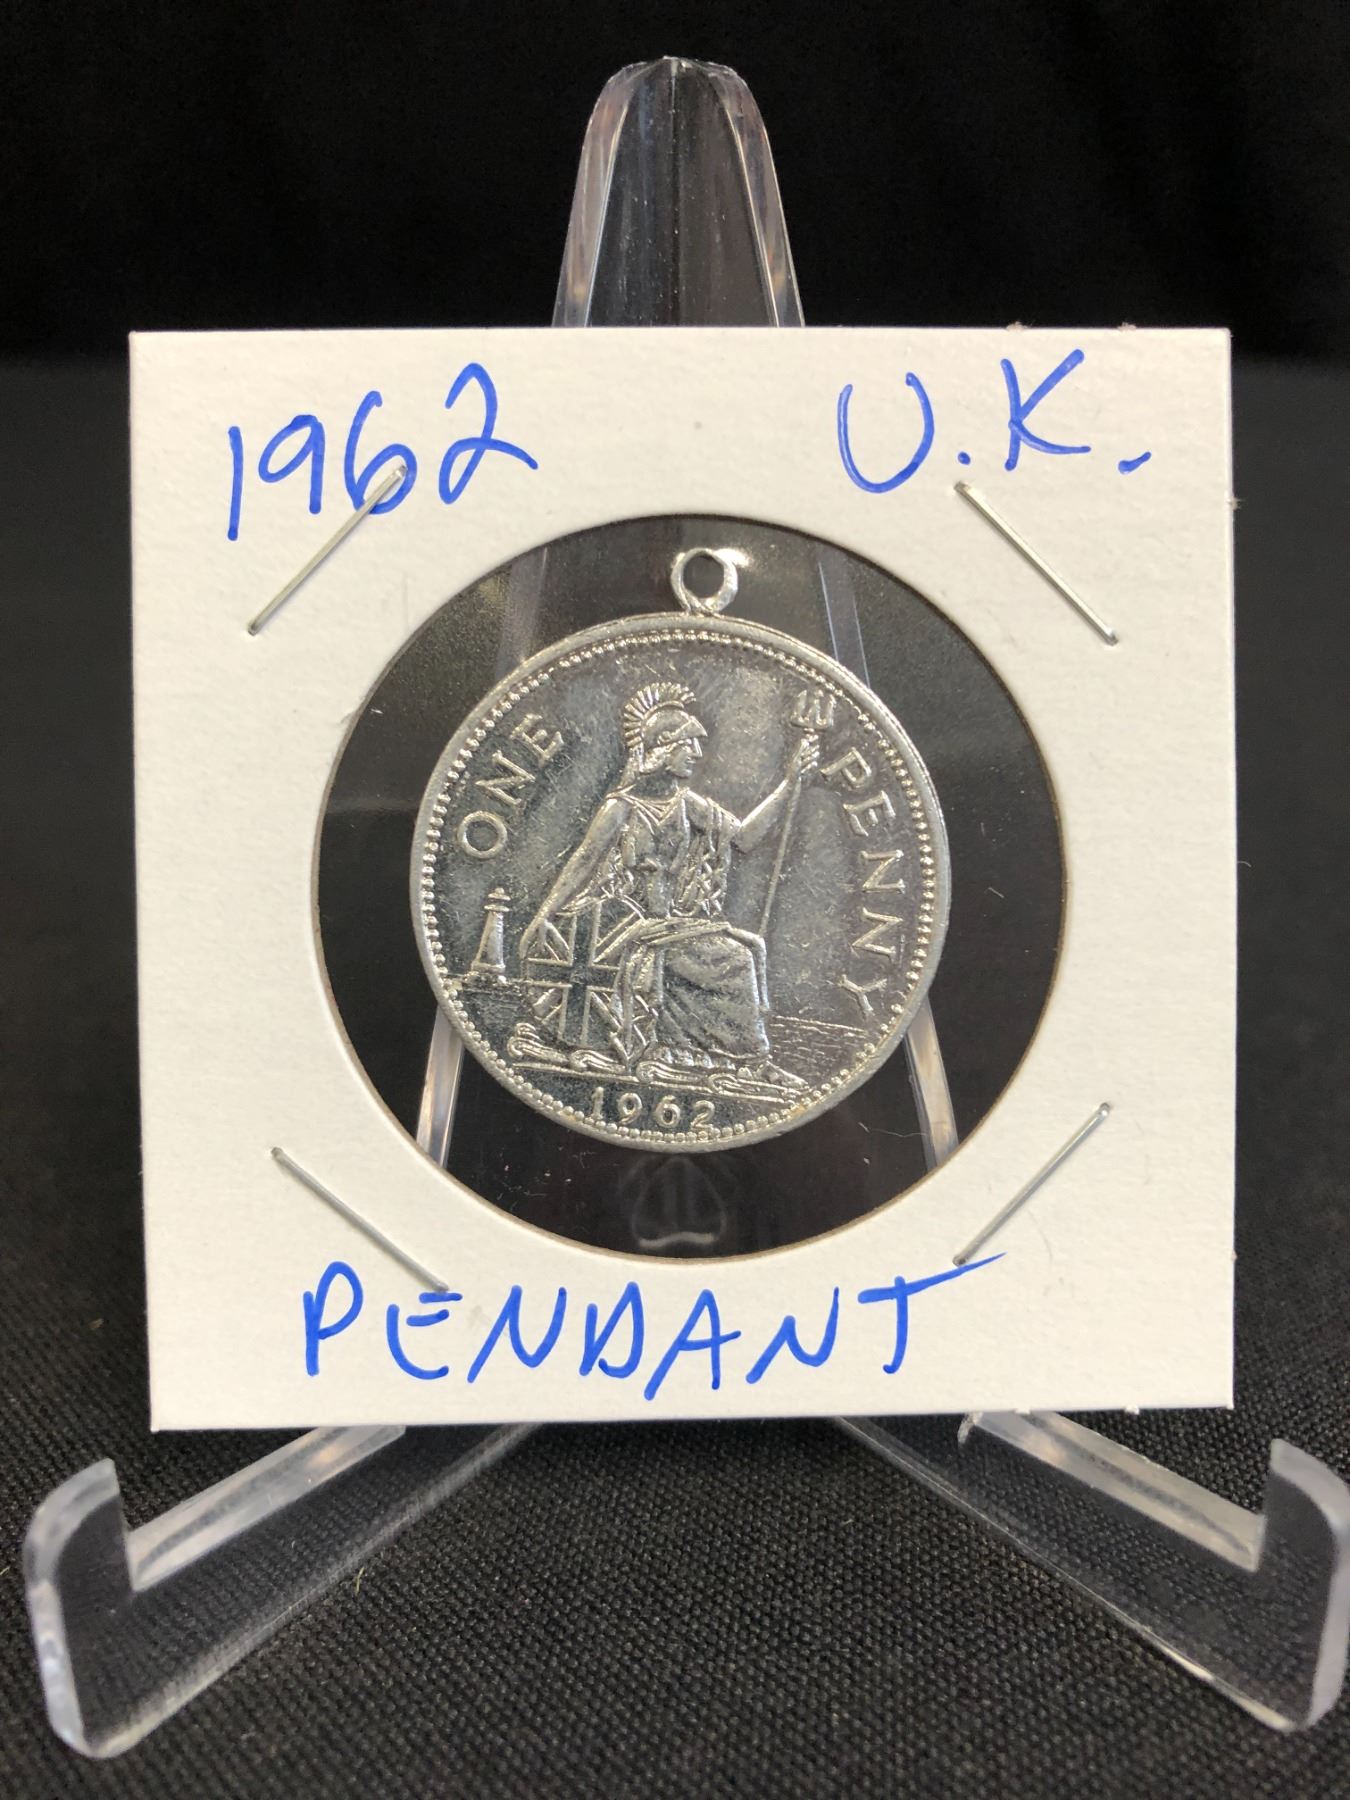 1962 U.K.
ONE PENNY
1962
PENDANT